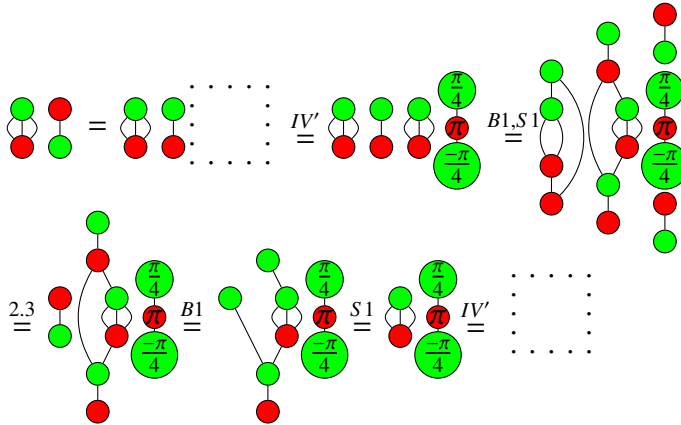 = IV′ = π/4 π −π/4 B1,S1 = π/4 π −π/4
2.3 = π/4 π −π/4 B1 = π/4 π −π/4 S1 = π/4 π −π/4 IV′ =